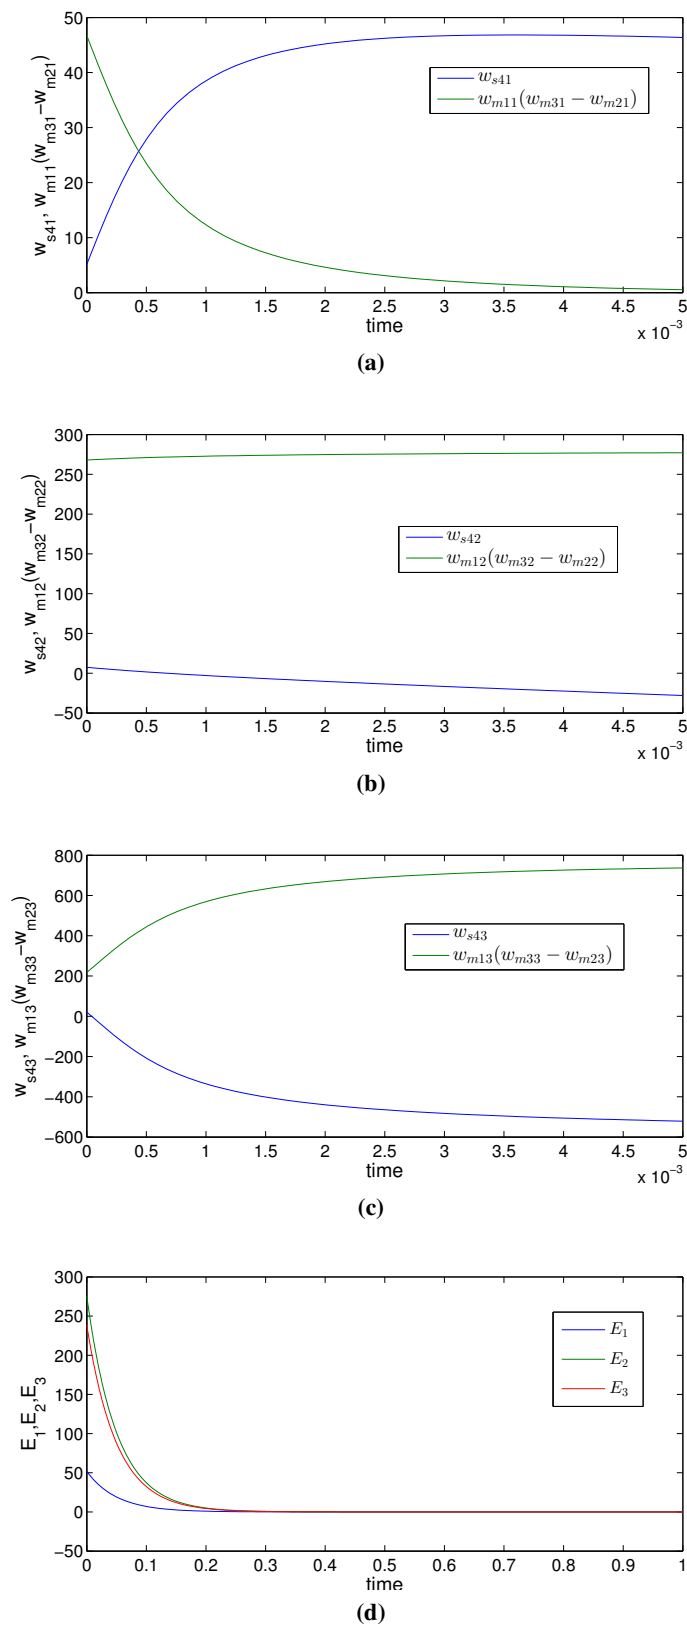 50
40
30
20
10
0
w_s41, w_m11(w_m31−w_m21)
w_s41
w_m11(w_m31 − w_m21)
0 0.5 1 1.5 2 2.5 3 3.5 4 4.5 5
time
x 10^-3
(a)
300
250
200
150
100
50
0
−50
w_s42, w_m12(w_m32−w_m22)
w_s42
w_m12(w_m32 − w_m22)
0 0.5 1 1.5 2 2.5 3 3.5 4 4.5 5
time
x 10^-3
(b)
800
600
400
200
0
−200
−400
−600
w_s43, w_m13(w_m33−w_m23)
w_s43
w_m13(w_m33 − w_m23)
0 0.5 1 1.5 2 2.5 3 3.5 4 4.5 5
time
x 10^-3
(c)
300
250
200
150
100
50
0
−50
E_1,E_2,E_3
E_1
E_2
E_3
0 0.1 0.2 0.3 0.4 0.5 0.6 0.7 0.8 0.9 1
time
(d)